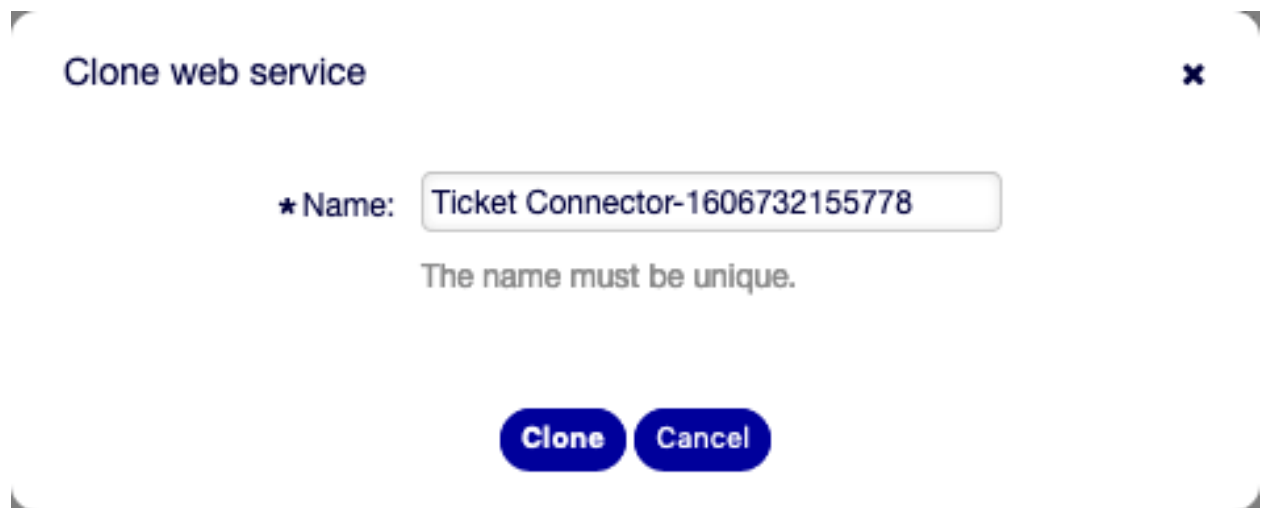 Clone web service
* Name: Ticket Connector-1606732155778
The name must be unique.
Clone Cancel